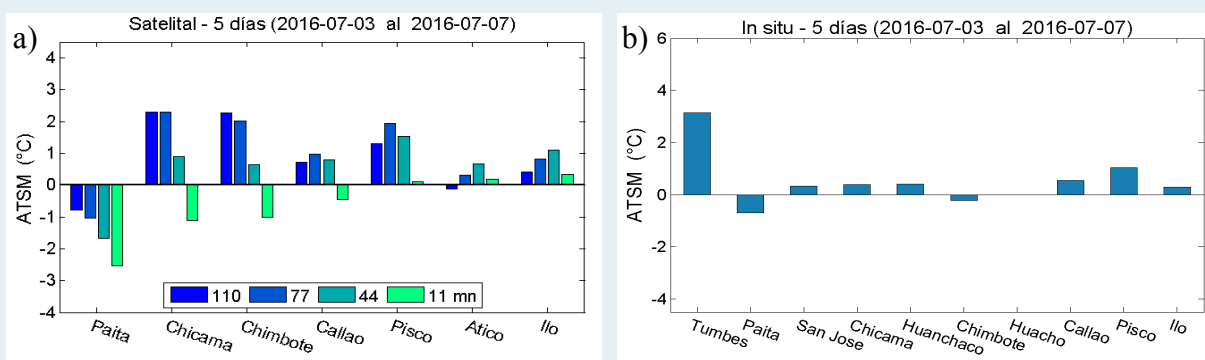 a)
Satelital - 5 días (2016-07-03 al 2016-07-07)
ATSM (°C)
4
3
2
1
0
-1
-2
-3
-4
110 77 44 11 mn
Paita Chicama Chimbote Callao Pisco Atico Ilo
b)
In situ - 5 días (2016-07-03 al 2016-07-07)
ATSM (°C)
6
4
2
0
-2
-4
Tumbes Paita San Jose Chicama Huanchaco Chimbote Huacho Callao Pisco Ilo